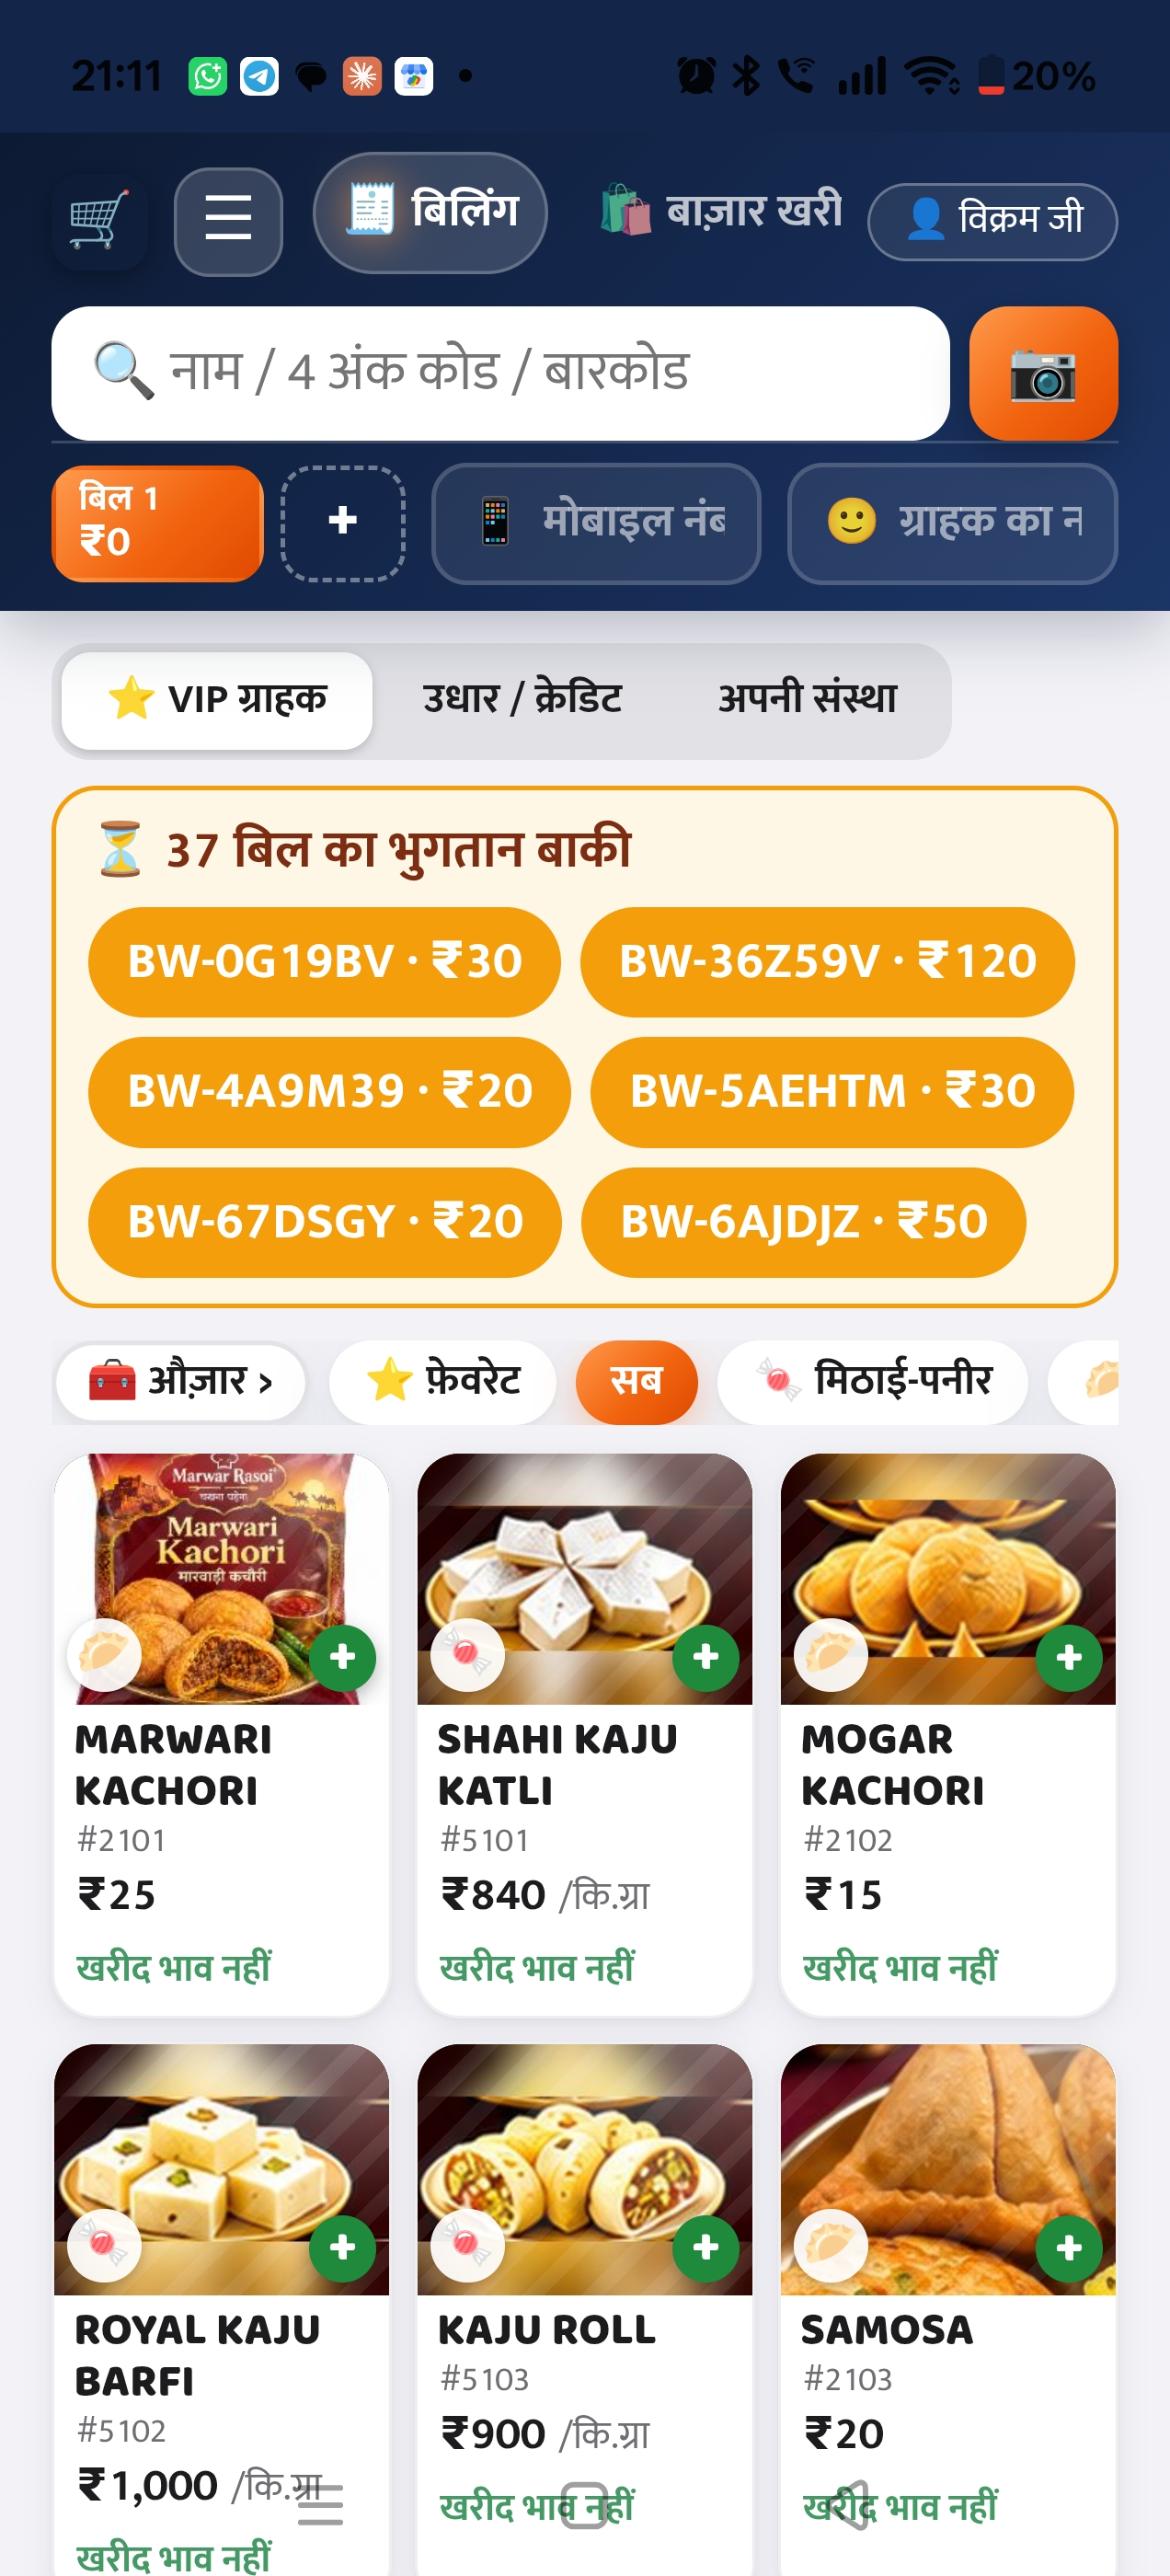 21:11
20%
बिलिंग
बाज़ार खरी
विक्रम जी
नाम / 4 अंक कोड / बारकोड
बिल 1
₹0
+
मोबाइल नंब
ग्राहक का न
VIP ग्राहक
उधार / क्रेडिट
अपनी संस्था
37 बिल का भुगतान बाकी
BW-0G19BV · ₹30
BW-36Z59V · ₹120
BW-4A9M39 · ₹20
BW-5AEHTM · ₹30
BW-67DSGY · ₹20
BW-6AJDJZ · ₹50
औज़ार ›
फ़ेवरेट
सब
मिठाई-पनीर
Marwar Rasoi
Marwari
Kachori
मारवाड़ी कचौरी
MARWARI
KACHORI
#2101
₹25
खरीद भाव नहीं
SHAHI KAJU
KATLI
#5101
₹840 /कि.ग्रा
खरीद भाव नहीं
MOGAR
KACHORI
#2102
₹15
खरीद भाव नहीं
ROYAL KAJU
BARFI
#5102
₹1,000 /कि.ग्रा
खरीद भाव नहीं
KAJU ROLL
#5103
₹900 /कि.ग्रा
खरीद भाव नहीं
SAMOSA
#2103
₹20
खरीद भाव नहीं